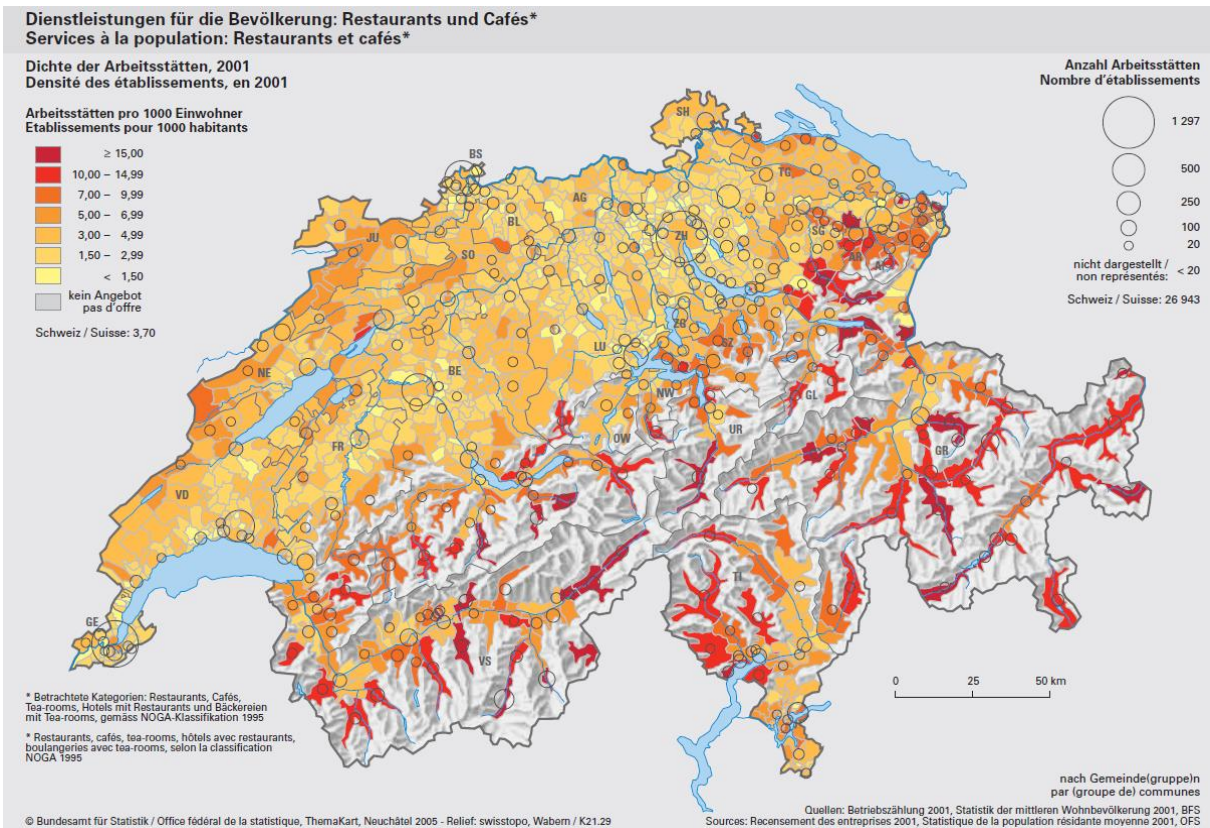 Dienstleistungen für die Bevölkerung: Restaurants und Cafés*
Services à la population: Restaurants et cafés*
Dichte der Arbeitsstätten, 2001
Densité des établissements, en 2001
Arbeitsstätten pro 1000 Einwohner
Etablissements pour 1000 habitants
≥ 15,00
10,00 – 14,99
7,00 – 9,99
5,00 – 6,99
3,00 – 4,99
1,50 – 2,99
< 1,50
kein Angebot
pas d'offre
Schweiz / Suisse: 3,70
Anzahl Arbeitsstätten
Nombre d'établissements
1 297
500
250
100
20
nicht dargestellt /
non représentés: < 20
Schweiz / Suisse: 26 943
SH
BS
TG
AG
BL
JU
SO
ZH
SG
AR
AI
ZG
LU
SZ
NE
BE
NW
GL
OW
UR
FR
GR
VD
TI
GE
VS
0 25 50 km
* Betrachtete Kategorien: Restaurants, Cafés,
Tea-rooms, Hotels mit Restaurants und Bäckereien
mit Tea-rooms, gemäss NOGA-Klassifikation 1995
* Restaurants, cafés, tea-rooms, hôtels avec restaurants,
boulangeries avec tea-rooms, selon la classification
NOGA 1995
nach Gemeinde(gruppe)n
par (groupe de) communes
Quellen: Betriebszählung 2001, Statistik der mittleren Wohnbevölkerung 2001, BFS
© Bundesamt für Statistik / Office fédéral de la statistique, ThemaKart, Neuchâtel 2005 - Relief: swisstopo, Wabern / K21.29
Sources: Recensement des entreprises 2001, Statistique de la population résidante moyenne 2001, OFS